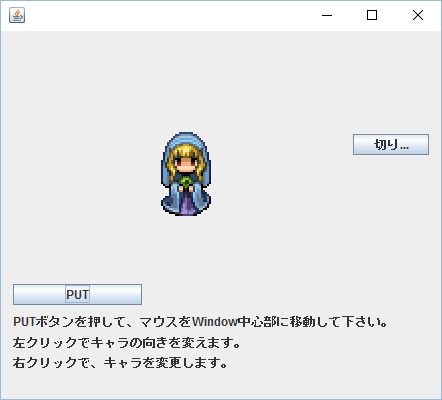 切り...
PUT
PUTボタンを押して、マウスをWindow中心部に移動して下さい。
左クリックでキャラの向きを変えます。
右クリックで、キャラを変更します。